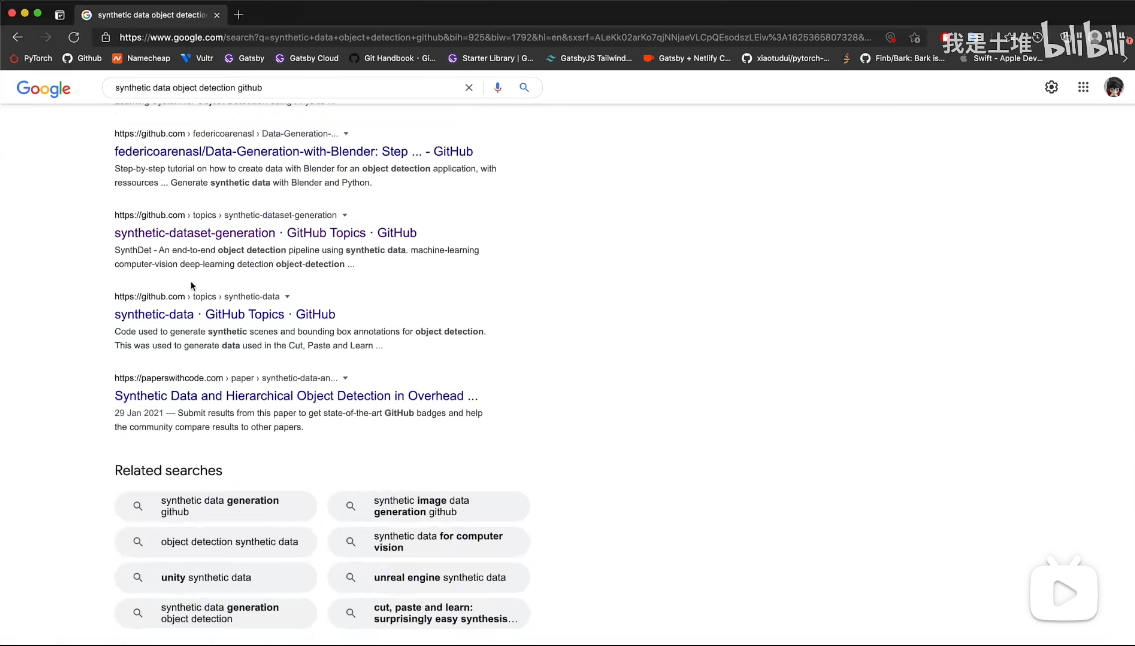 synthetic data object detectio
https://www.google.com/search?q=synthetic+data+object+detection+github&bih=925&biw=1792&hl=en&sxsrf=ALeKk02arKo7qjNNjaeVLCpQEsodszLEiw%3A1625365807328&...
我是土堆 bilibili
PyTorch Github Namecheap Vultr Gatsby Gatsby Cloud Git Handbook · Gi... Starter Library | G... GatsbyJS Tailwind... Gatsby + Netlify C... xiaotudui/pytorch-... Finb/Bark: Bark is... Swift - Apple Dev...
Google synthetic data object detection github
https://github.com › federicoarenasl › Data-Generation-...
federicoarenasl/Data-Generation-with-Blender: Step ... - GitHub
Step-by-step tutorial on how to create data with Blender for an object detection application, with
ressources ... Generate synthetic data with Blender and Python.
https://github.com › topics › synthetic-dataset-generation
synthetic-dataset-generation · GitHub Topics · GitHub
SynthDet - An end-to-end object detection pipeline using synthetic data. machine-learning
computer-vision deep-learning detection object-detection ...
https://github.com › topics › synthetic-data
synthetic-data · GitHub Topics · GitHub
Code used to generate synthetic scenes and bounding box annotations for object detection.
This was used to generate data used in the Cut, Paste and Learn ...
https://paperswithcode.com › paper › synthetic-data-an...
Synthetic Data and Hierarchical Object Detection in Overhead ...
29 Jan 2021 — Submit results from this paper to get state-of-the-art GitHub badges and help
the community compare results to other papers.
Related searches
synthetic data generation
github
synthetic image data
generation github
object detection synthetic data
synthetic data for computer
vision
unity synthetic data
unreal engine synthetic data
synthetic data generation
object detection
cut, paste and learn:
surprisingly easy synthesis...